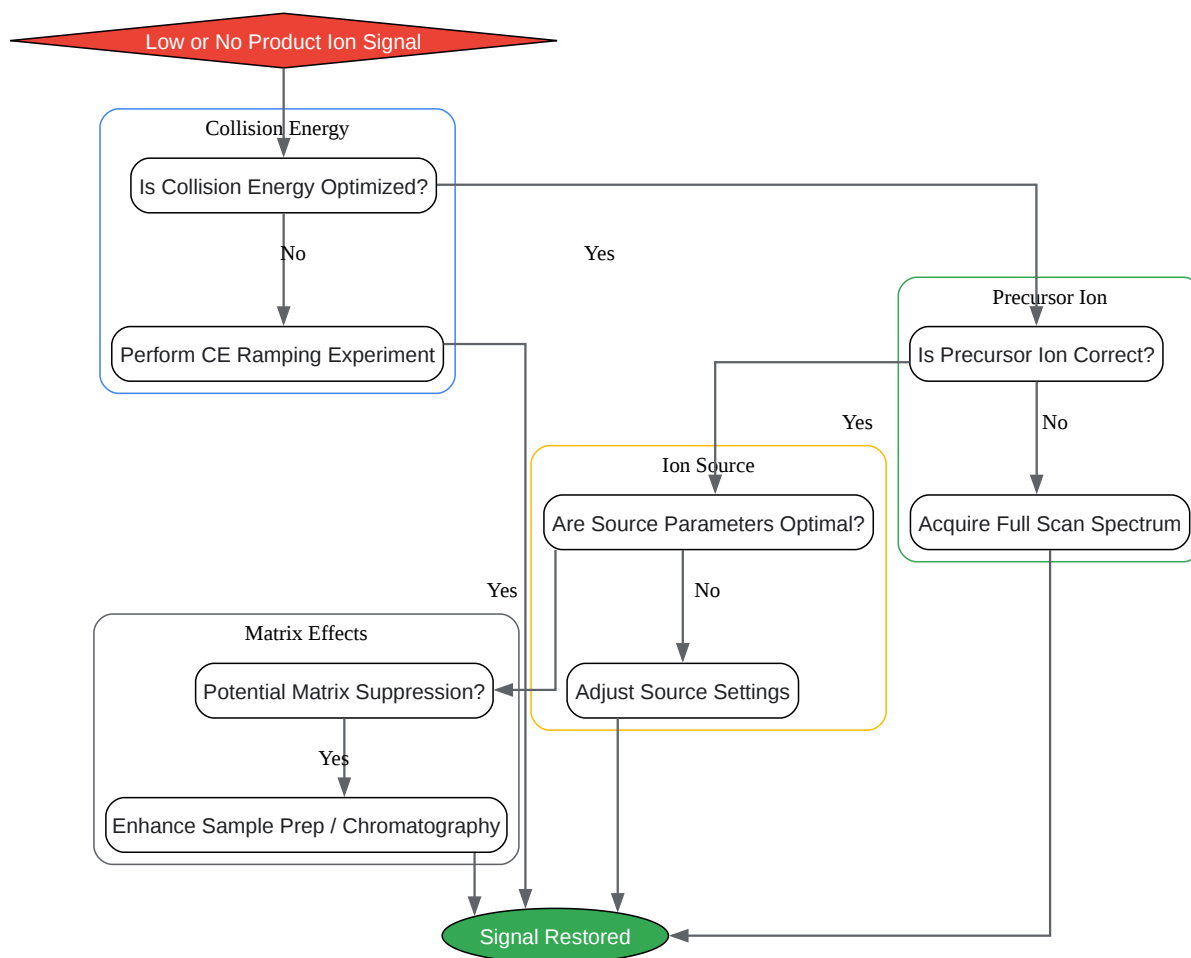 Low or No Product Ion Signal
Collision Energy
Is Collision Energy Optimized?
No
Yes
Precursor Ion
Perform CE Ramping Experiment
Is Precursor Ion Correct?
Yes
No
Ion Source
Are Source Parameters Optimal?
Acquire Full Scan Spectrum
Yes
No
Matrix Effects
Potential Matrix Suppression?
Adjust Source Settings
Yes
Enhance Sample Prep / Chromatography
Signal Restored